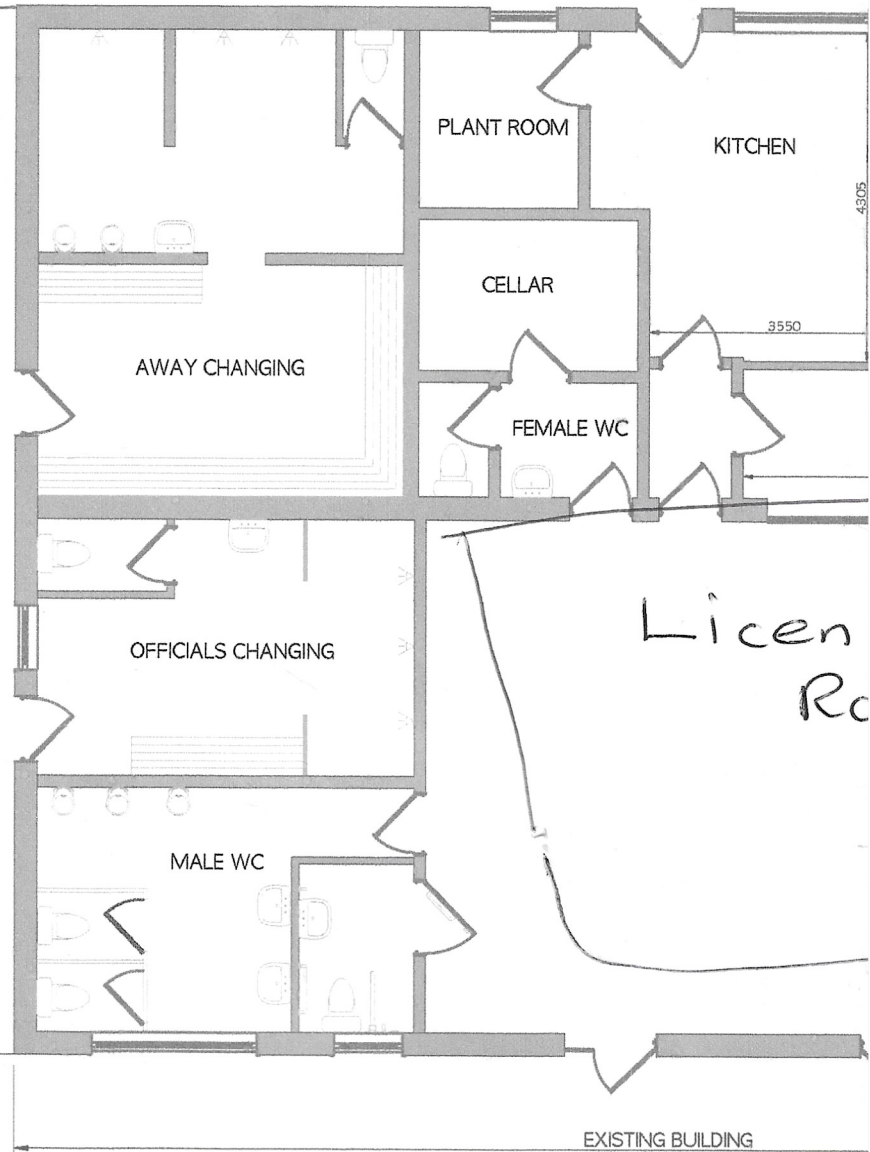 PLANT ROOM
KITCHEN
4305
CELLAR
3550
AWAY CHANGING
FEMALE WC
Licen
Ro
OFFICIALS CHANGING
MALE WC
EXISTING BUILDING